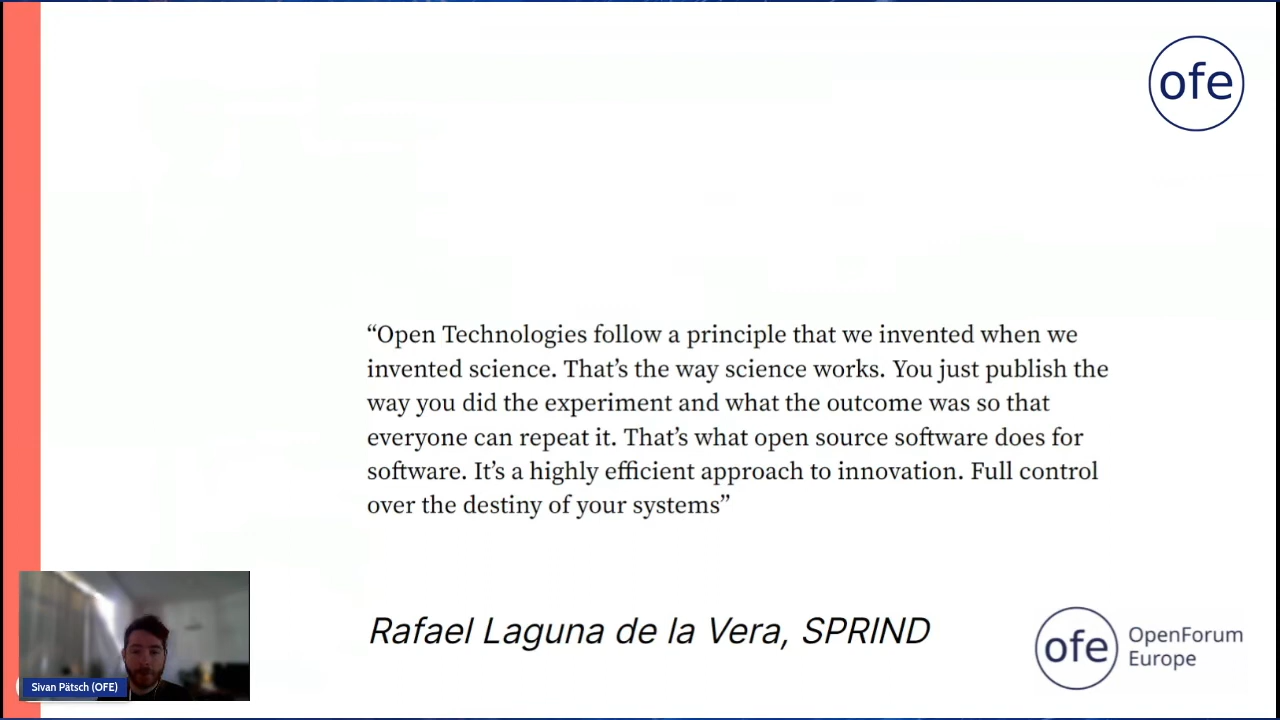 ofe
“Open Technologies follow a principle that we invented when we
invented science. That’s the way science works. You just publish the
way you did the experiment and what the outcome was so that
everyone can repeat it. That’s what open source software does for
software. It’s a highly efficient approach to innovation. Full control
over the destiny of your systems”
Rafael Laguna de la Vera, SPRIND
ofe
OpenForum
Europe
Sivan Pätsch (OFE)